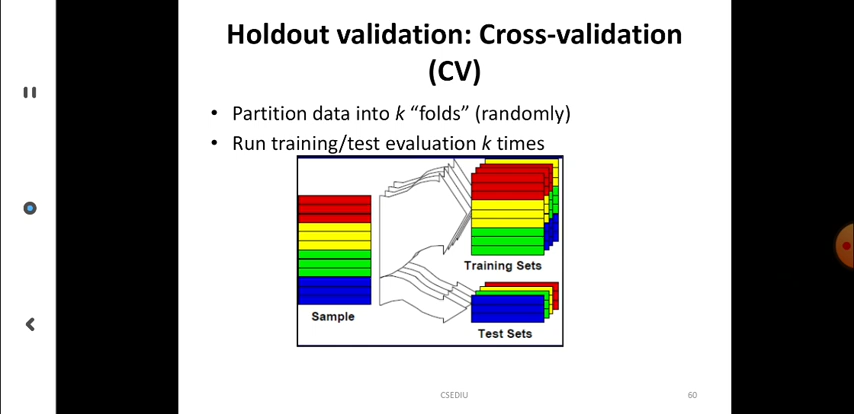 Holdout validation: Cross-validation
(CV)
• Partition data into k “folds” (randomly)
• Run training/test evaluation k times
Training Sets
Sample
Test Sets
CSEDIU
60